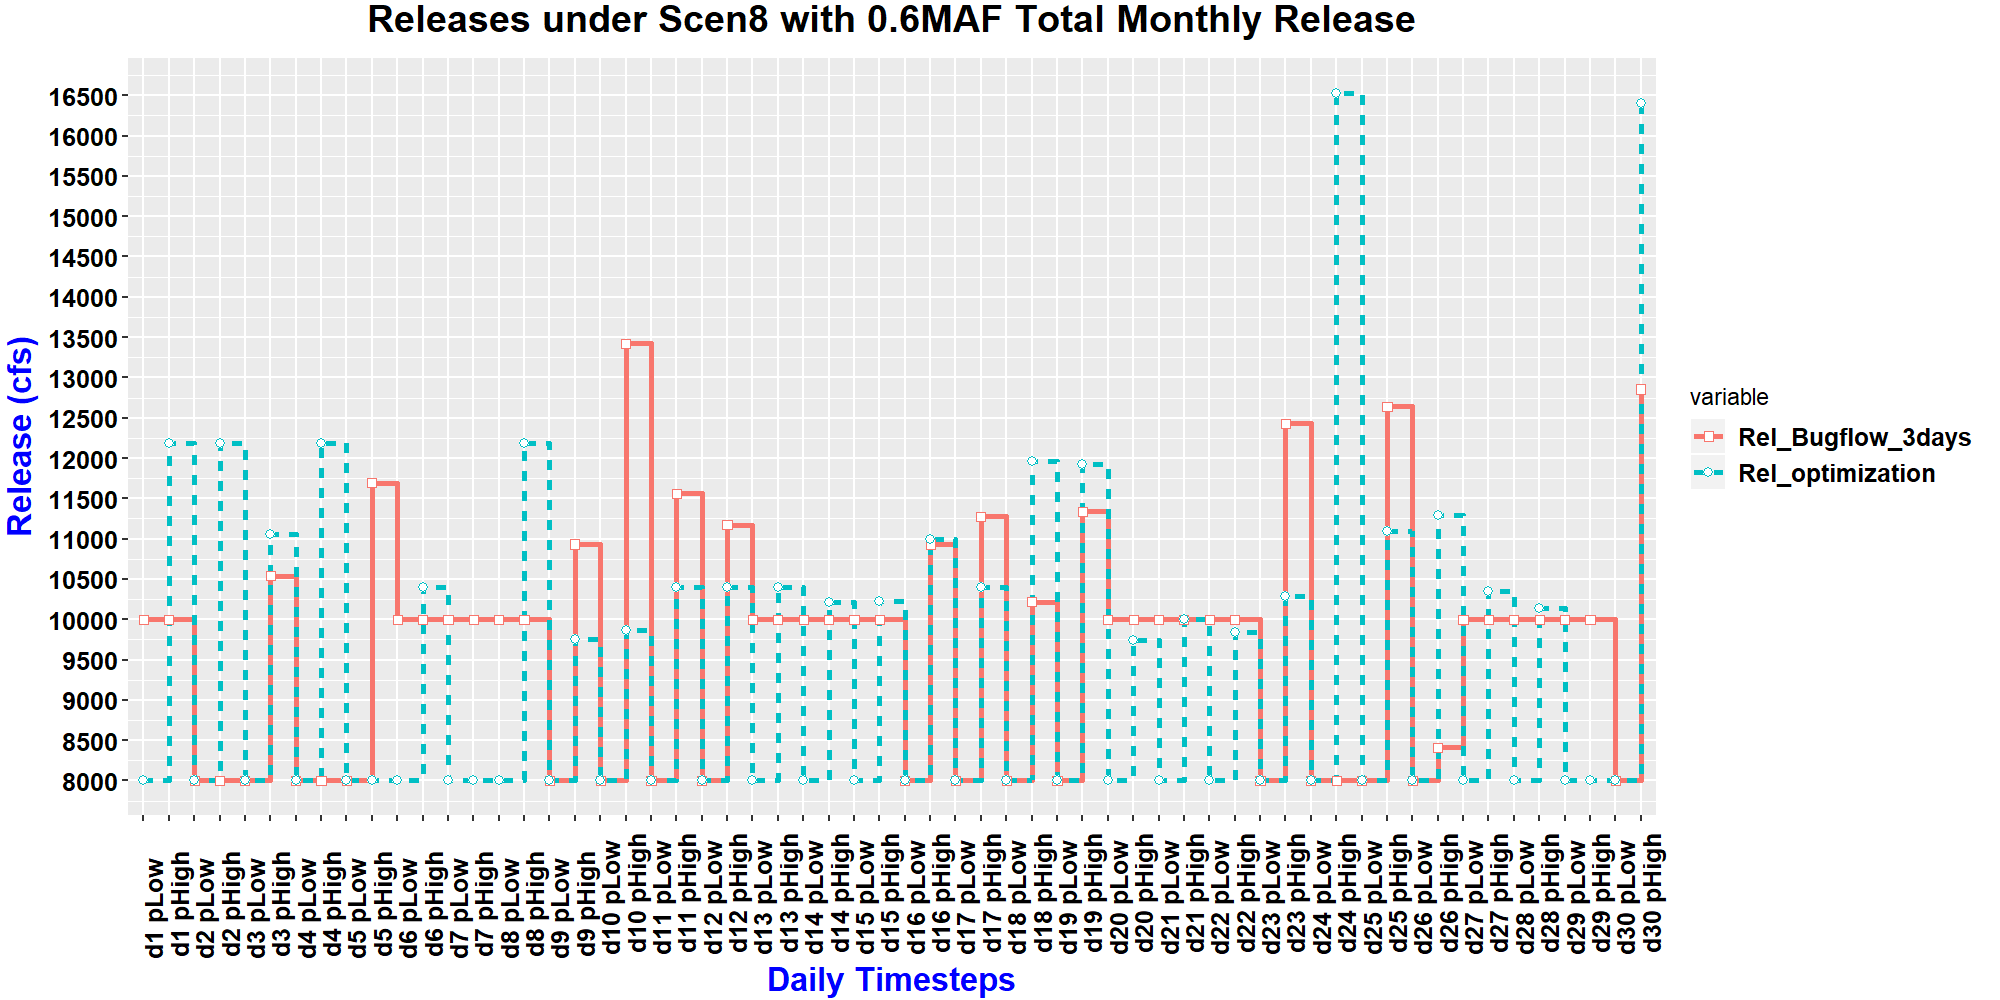 Releases under Scen8 with 0.6MAF Total Monthly Release
Release (cfs)
16500
16000
15500
15000
14500
14000
13500
13000
12500
12000
11500
11000
10500
10000
9500
9000
8500
8000
d1 pLow
d1 pHigh
d2 pLow
d2 pHigh
d3 pLow
d3 pHigh
d4 pLow
d4 pHigh
d5 pLow
d5 pHigh
d6 pLow
d6 pHigh
d7 pLow
d7 pHigh
d8 pLow
d8 pHigh
d9 pLow
d9 pHigh
d10 pLow
d10 pHigh
d11 pLow
d11 pHigh
d12 pLow
d12 pHigh
d13 pLow
d13 pHigh
d14 pLow
d14 pHigh
d15 pLow
d15 pHigh
d16 pLow
d16 pHigh
d17 pLow
d17 pHigh
d18 pLow
d18 pHigh
d19 pLow
d19 pHigh
d20 pLow
d20 pHigh
d21 pLow
d21 pHigh
d22 pLow
d22 pHigh
d23 pLow
d23 pHigh
d24 pLow
d24 pHigh
d25 pLow
d25 pHigh
d26 pLow
d26 pHigh
d27 pLow
d27 pHigh
d28 pLow
d28 pHigh
d29 pLow
d29 pHigh
d30 pLow
d30 pHigh
Daily Timesteps
variable
Rel_Bugflow_3days
Rel_optimization